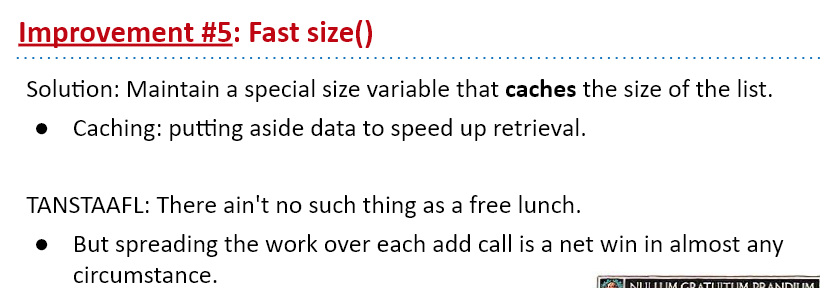 Improvement #5: Fast size()
Solution: Maintain a special size variable that caches the size of the list.
● Caching: putting aside data to speed up retrieval.
TANSTAAFL: There ain't no such thing as a free lunch.
● But spreading the work over each add call is a net win in almost any
circumstance.
NULLUM GRATUITUM PRANDIUM